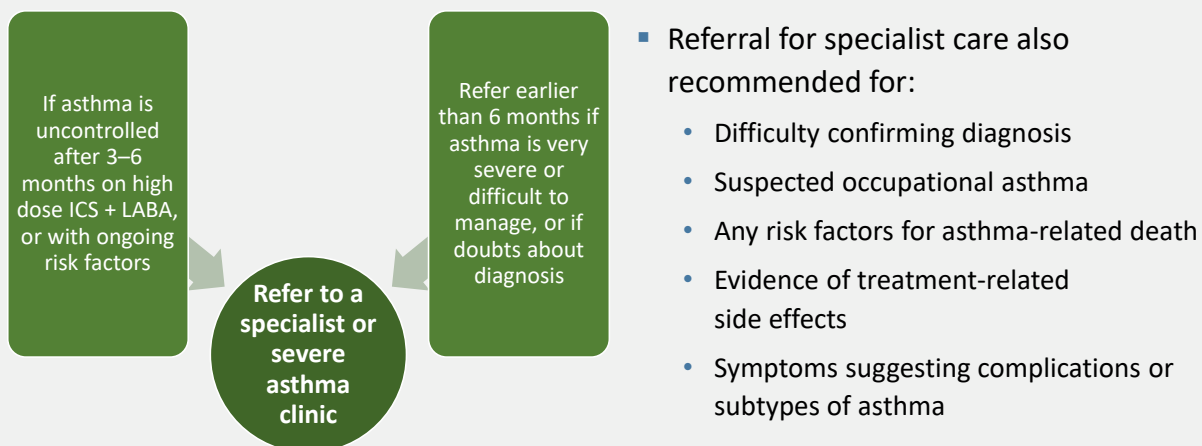 If asthma is
uncontrolled
after 3–6
months on high
dose ICS + LABA,
or with ongoing
risk factors
Refer earlier
than 6 months if
asthma is very
severe or
difficult to
manage, or if
doubts about
diagnosis
Refer to a
specialist or
severe
asthma
clinic
▪ Referral for specialist care also
recommended for:
• Difficulty confirming diagnosis
• Suspected occupational asthma
• Any risk factors for asthma-related death
• Evidence of treatment-related
side effects
• Symptoms suggesting complications or
subtypes of asthma